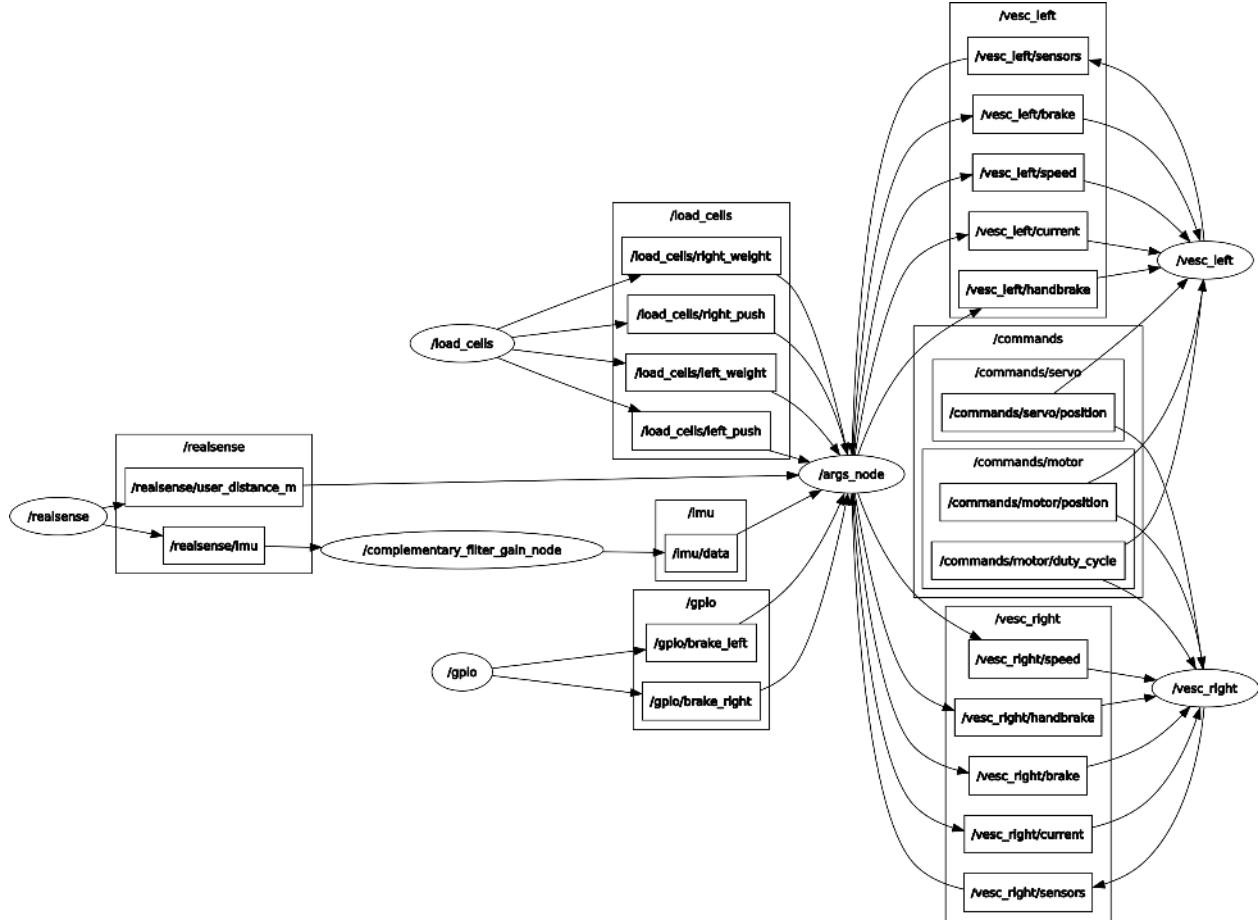 /vesc_left
/vesc_left/sensors
/vesc_left/brake
/vesc_left/speed
/vesc_left/current
/vesc_left/handbrake
/vesc_left
/load_cells
/load_cells/right_weight
/load_cells/right_push
/load_cells/left_weight
/load_cells/left_push
/load_cells
/commands
/commands/servo
/commands/servo/position
/commands/motor
/commands/motor/position
/commands/motor/duty_cycle
/realsense
/realsense/user_distance_m
/realsense/imu
/realsense
/args_node
/complementary_filter_gain_node
/imu
/imu/data
/gpio
/gpio/brake_left
/gpio/brake_right
/gpio
/vesc_right
/vesc_right/speed
/vesc_right/handbrake
/vesc_right/brake
/vesc_right/current
/vesc_right/sensors
/vesc_right